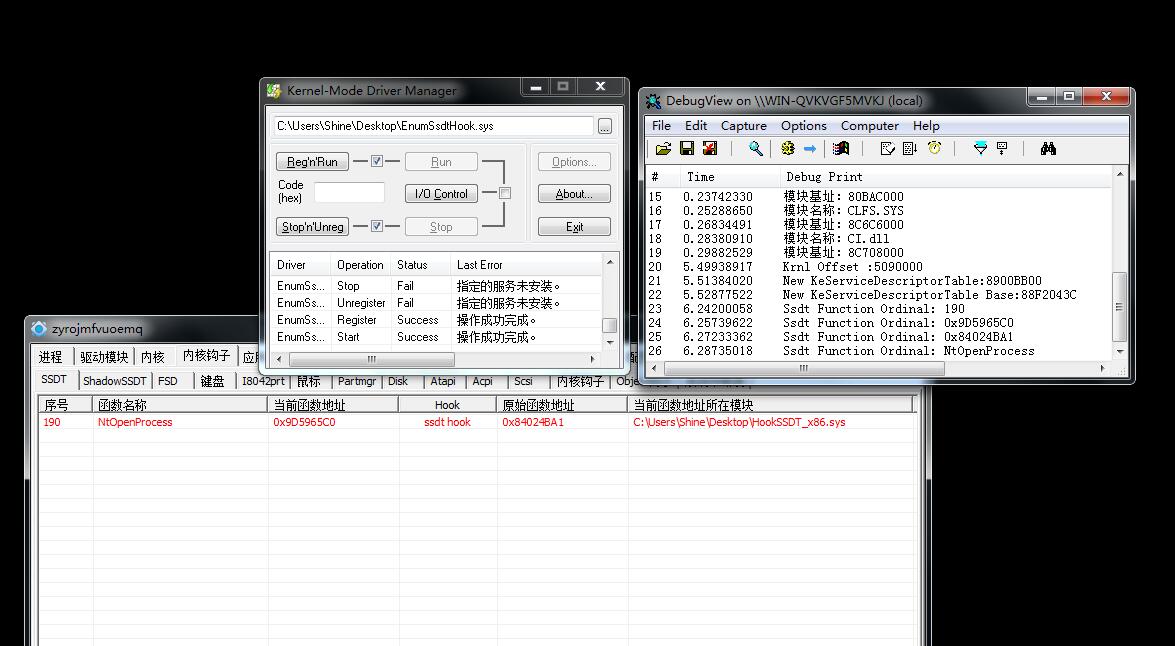 Kernel-Mode Driver Manager
C:\Users\Shine\Desktop\EnumSsdtHook.sys
...
Reg'n'Run
Run
Options...
Code
(hex)
I/O Control
About...
Stop'n'Unreg
Stop
Exit
Driver Operation Status Last Error
EnumSs... Stop Fail 指定的服务未安装。
EnumSs... Unregister Fail 指定的服务未安装。
EnumSs... Register Success 操作成功完成。
EnumSs... Start Success 操作成功完成。
DebugView on \\WIN-QVKVGF5MVKJ (local)
File Edit Capture Options Computer Help
# Time Debug Print
15 0.23742330 模块基址: 80BAC000
16 0.25288650 模块名称: CLFS.SYS
17 0.26834491 模块基址: 8C6C6000
18 0.28380910 模块名称: CI.dll
19 0.29882529 模块基址: 8C708000
20 5.49938917 Krnl Offset :5090000
21 5.51384020 New KeServiceDescriptorTable:8900BB00
22 5.52877522 New KeServiceDescriptorTable Base:88F2043C
23 6.24200058 Ssdt Function Ordinal: 190
24 6.25739622 Ssdt Function Ordinal: 0x9D5965C0
25 6.27233362 Ssdt Function Ordinal: 0x84024BA1
26 6.28735018 Ssdt Function Ordinal: NtOpenProcess
zyrojmfvuoemq
进程 驱动模块 内核 内核钩子
SSDT ShadowSSDT FSD 键盘 I8042prt 鼠标 Partmgr Disk Atapi Acpi Scsi 内核钩子
序号 函数名称 当前函数地址 Hook 原始函数地址 当前函数地址所在模块
190 NtOpenProcess 0x9D5965C0 ssdt hook 0x84024BA1 C:\Users\Shine\Desktop\HookSSDT_x86.sys